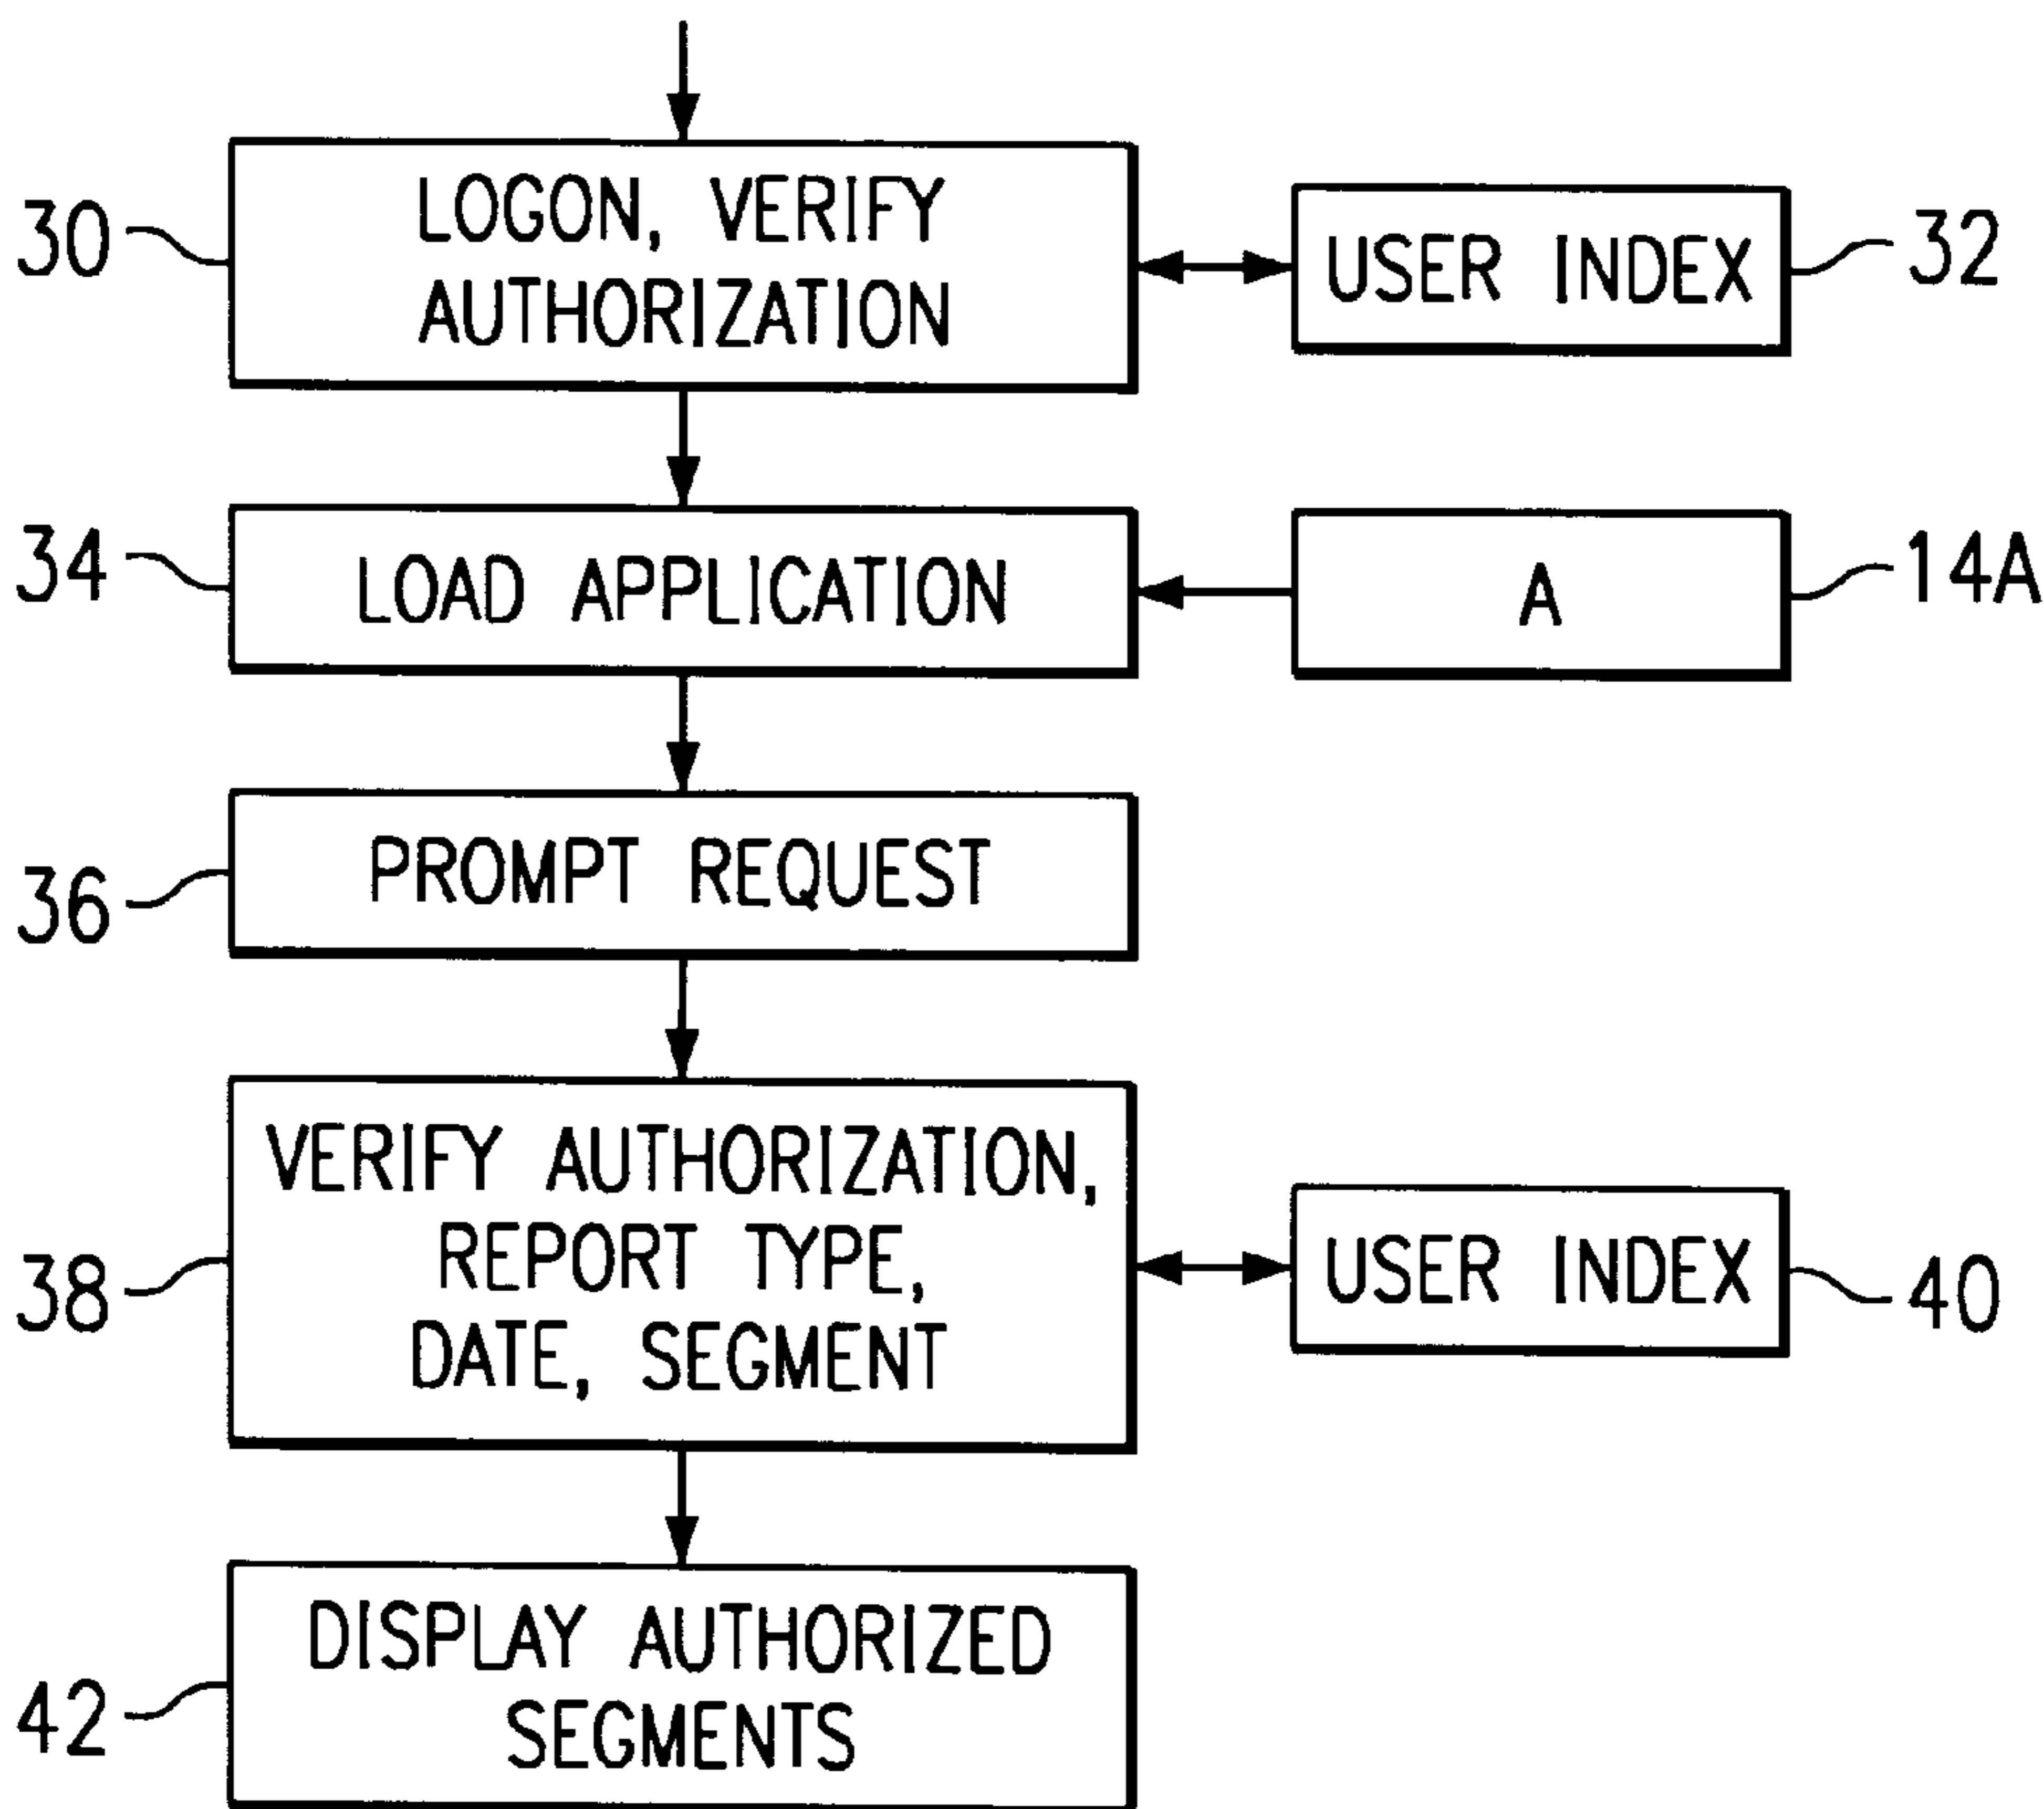 LOGON, VERIFY
AUTHORIZATION
30
USER INDEX
32
LOAD APPLICATION
34
A
14A
PROMPT REQUEST
36
VERIFY AUTHORIZATION,
REPORT TYPE,
DATE, SEGMENT
38
USER INDEX
40
DISPLAY AUTHORIZED
SEGMENTS
42